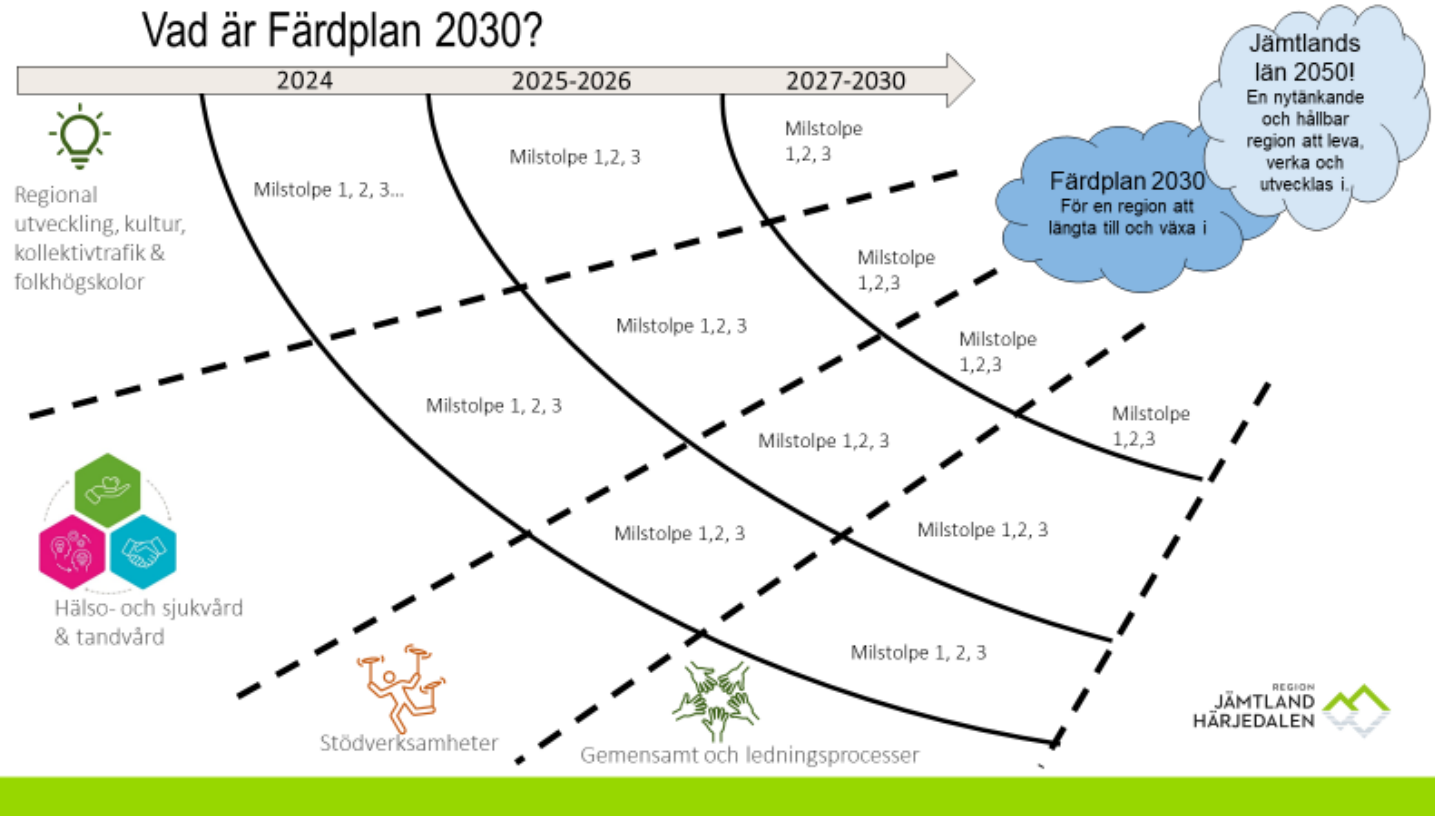 Vad är Färdplan 2030?
2024
2025-2026
2027-2030
Jämtlands
län 2050!
En nytänkande
och hållbar
region att leva,
verka och
utvecklas i.
Färdplan 2030
För en region att
längta till och växa i
Regional
utveckling, kultur,
kollektivtrafik &
folkhögskolor
Milstolpe 1, 2, 3...
Milstolpe 1,2, 3
Milstolpe
1,2, 3
Hälso- och sjukvård
& tandvård
Milstolpe 1, 2, 3
Milstolpe 1,2, 3
Milstolpe
1,2,3
Stödverksamheter
Milstolpe 1,2, 3
Milstolpe 1,2, 3
Milstolpe
1,2,3
Gemensamt och ledningsprocesser
Milstolpe 1, 2, 3
Milstolpe 1,2, 3
Milstolpe
1,2,3
REGION
JÄMTLAND
HÄRJEDALEN